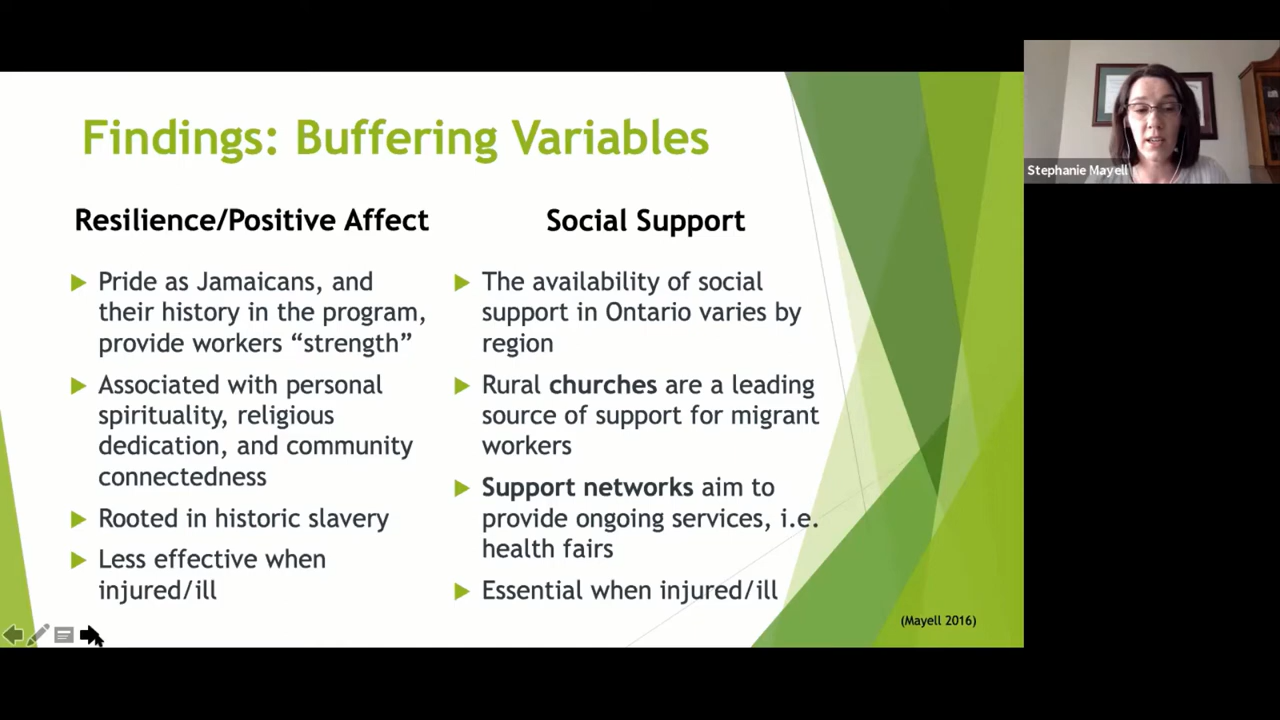 Findings: Buffering Variables
Resilience/Positive Affect
Pride as Jamaicans, and
their history in the program,
provide workers “strength”
Associated with personal
spirituality, religious
dedication, and community
connectedness
Rooted in historic slavery
Less effective when
injured/ill
Social Support
The availability of social
support in Ontario varies by
region
Rural churches are a leading
source of support for migrant
workers
Support networks aim to
provide ongoing services, i.e.
health fairs
Essential when injured/ill
(Mayell 2016)
Stephanie Mayell